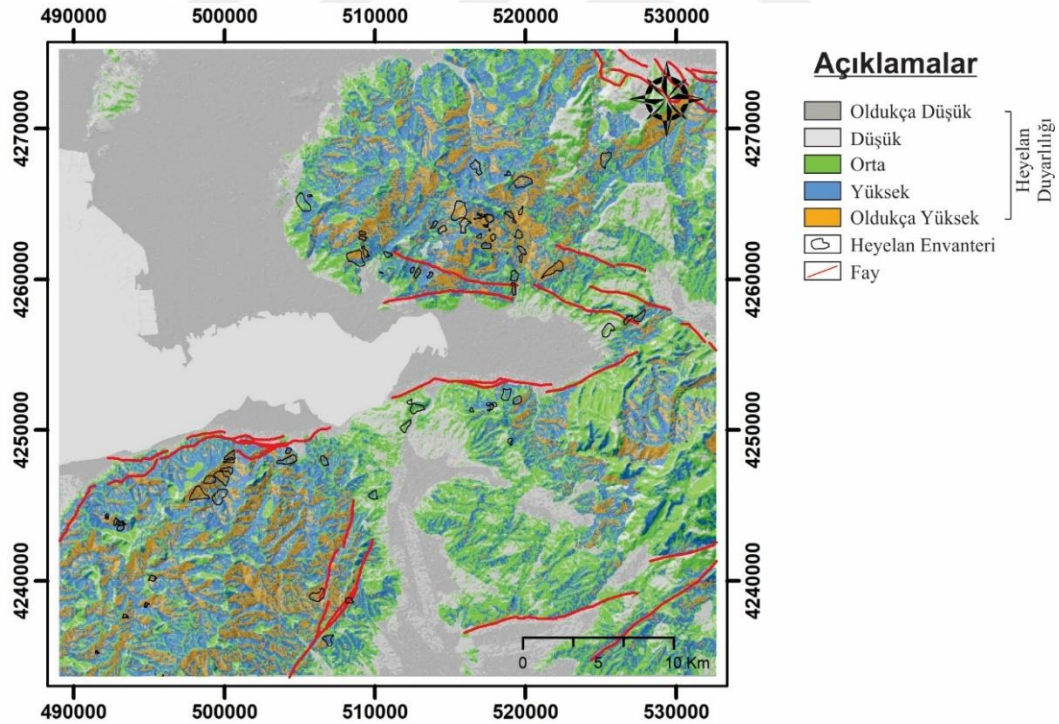 490000 500000 510000 520000 530000
4270000 4270000
4260000 4260000
4250000 4250000
4240000 4240000
0 5 10 Km
490000 500000 510000 520000 530000
Açıklamalar
Oldukça Düşük
Düşük
Orta
Yüksek
Oldukça Yüksek
Heyelan Envanteri
Fay
Heyelan
Duyarlılığı